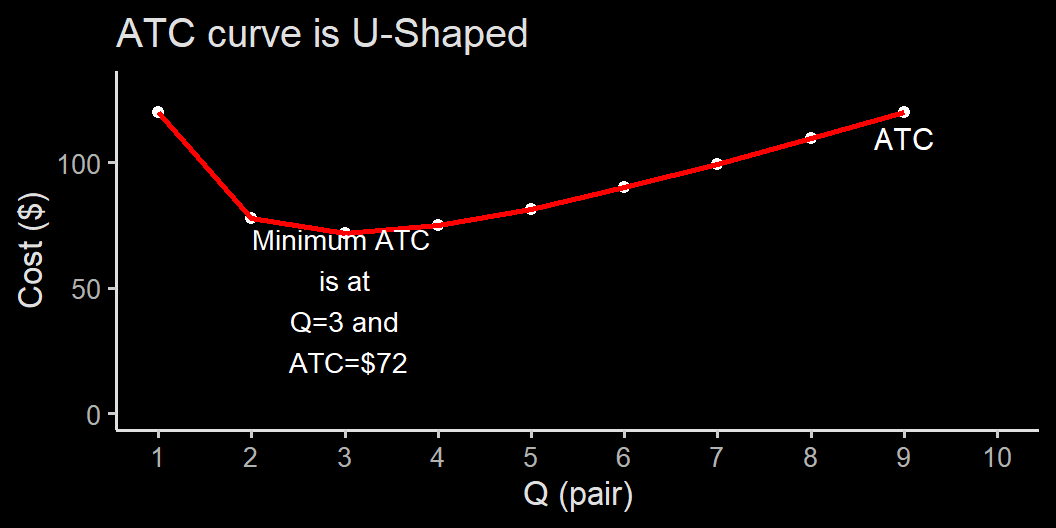 ATC curve is U-Shaped
Cost ($)
100
50
0
ATC
Minimum ATC
is at
Q=3 and
ATC=$72
1 2 3 4 5 6 7 8 9 10
Q (pair)